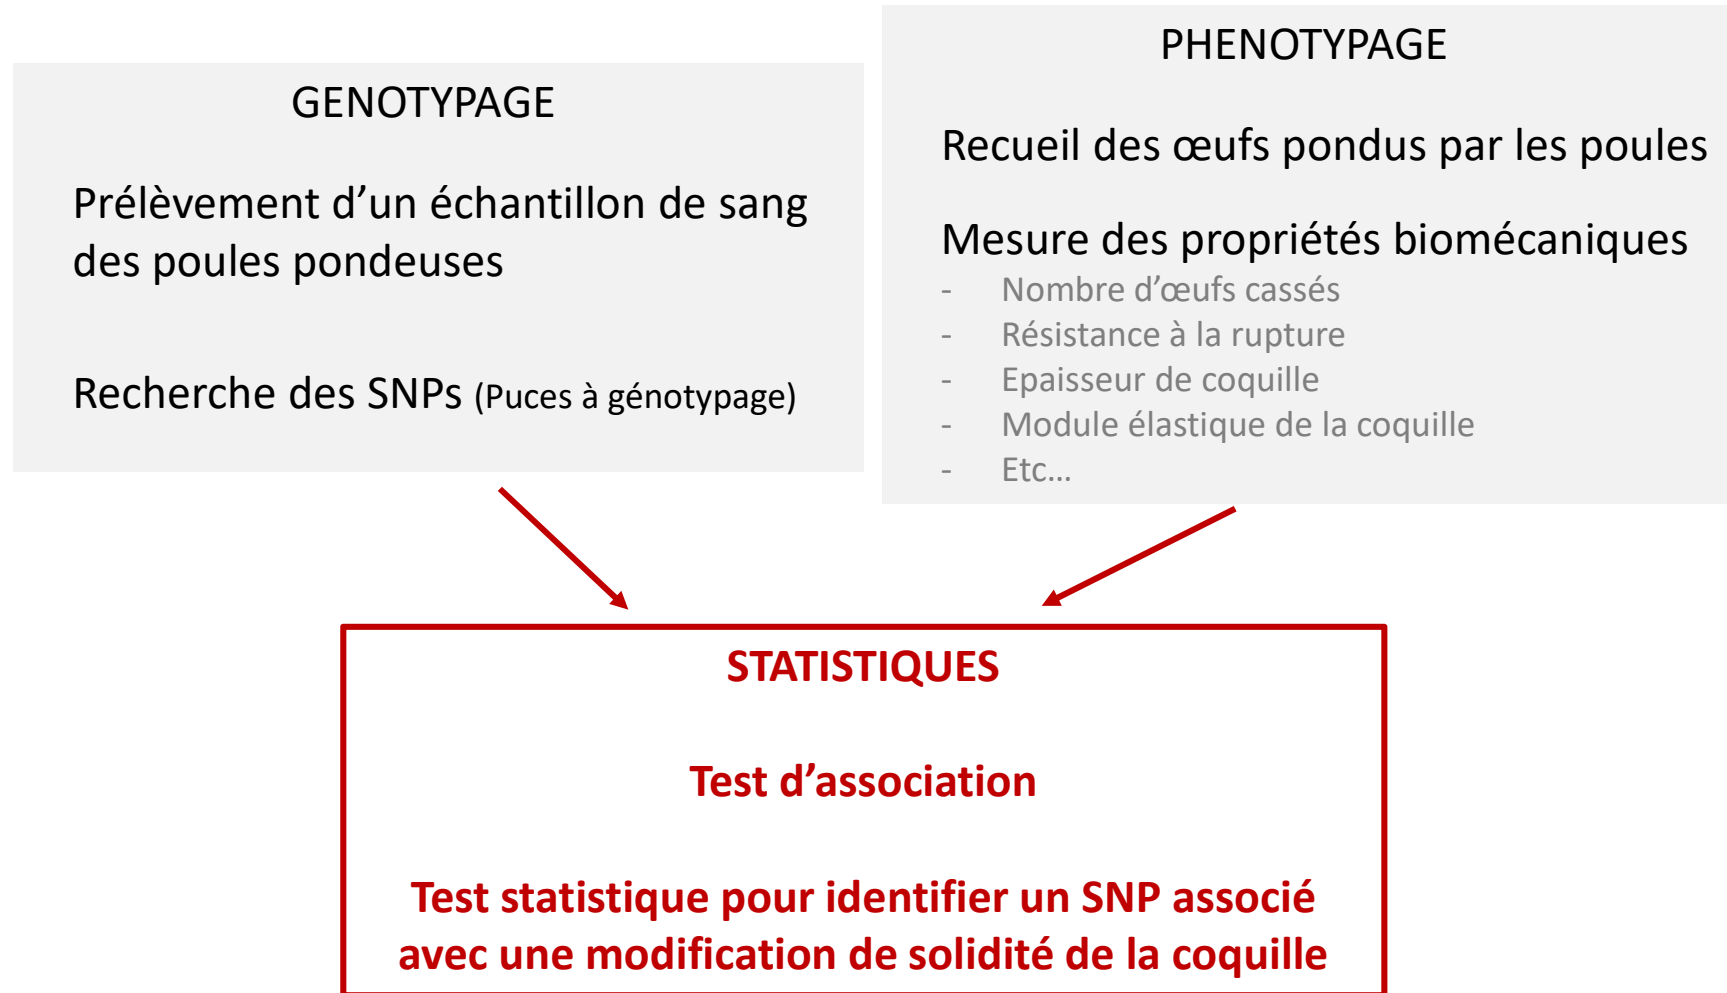 GENOTYPAGE
Prélèvement d’un échantillon de sang
des poules pondeuses
Recherche des SNPs (Puces à génotypage)
PHENOTYPAGE
Recueil des œufs pondus par les poules
Mesure des propriétés biomécaniques
- Nombre d’œufs cassés
- Résistance à la rupture
- Epaisseur de coquille
- Module élastique de la coquille
- Etc…
STATISTIQUES
Test d’association
Test statistique pour identifier un SNP associé
avec une modification de solidité de la coquille